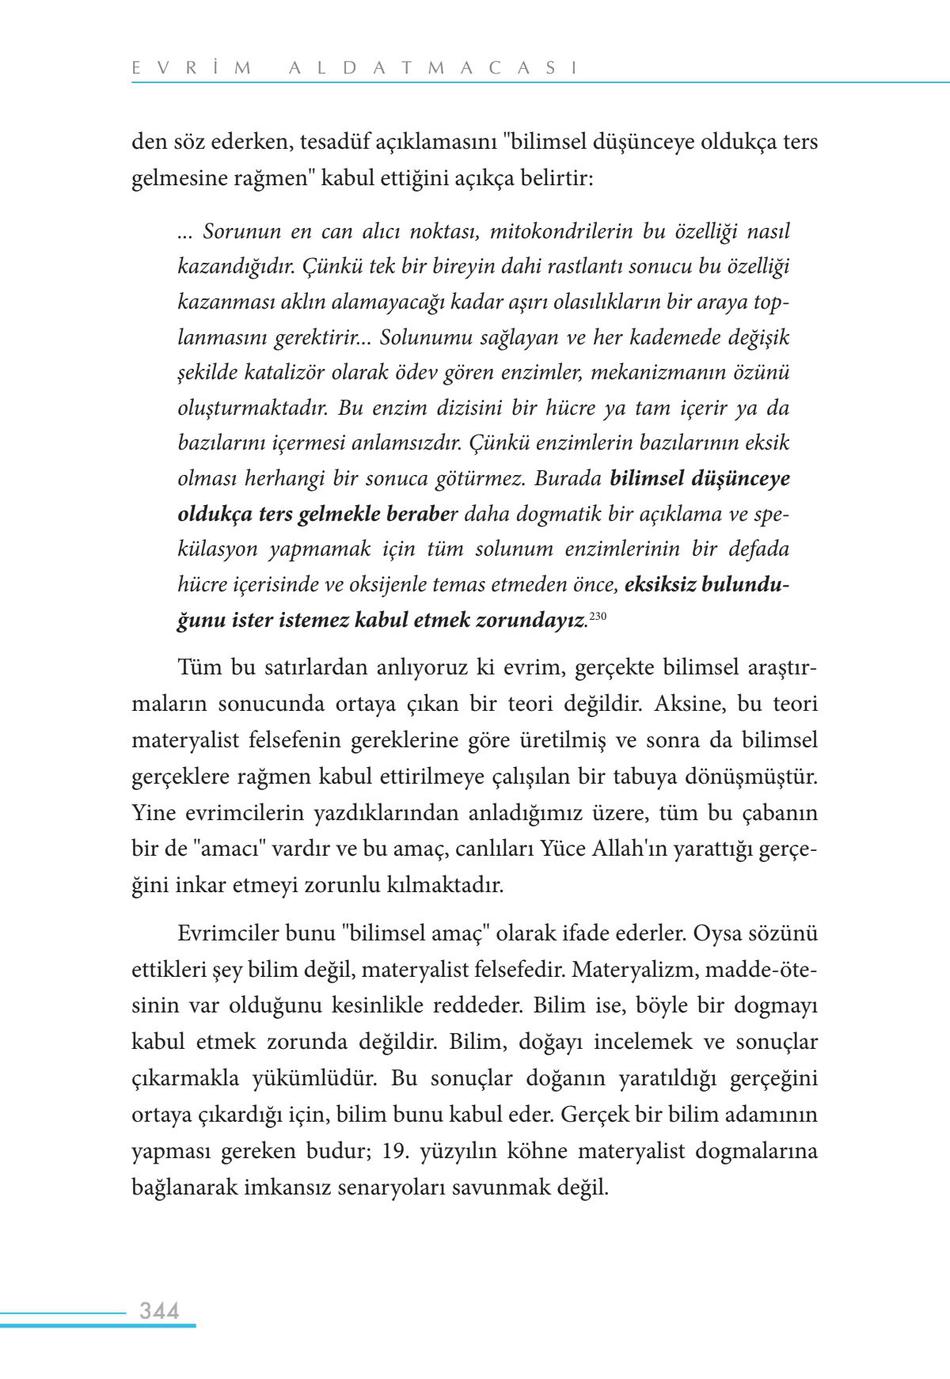 EVRİM ALDATMACASI
den söz ederken, tesadüf açıklamasını "bilimsel düşünceye oldukça ters
gelmesine rağmen" kabul ettiğini açıkça belirtir:
... Sorunun en can alıcı noktası, mitokondrilerin bu özelliği nasıl
kazandığıdır. Çünkü tek bir bireyin dahi rastlantı sonucu bu özelliği
kazanması aklın alamayacağı kadar aşırı olasılıkların bir araya top-
lanmasını gerektirir... Solunumu sağlayan ve her kademede değişik
şekilde katalizör olarak ödev gören enzimler, mekanizmanın özünü
oluşturmaktadır. Bu enzim dizisini bir hücre ya tam içerir ya da
bazılarını içermesi anlamsızdır. Çünkü enzimlerin bazılarının eksik
olması herhangi bir sonuca götürmez. Burada bilimsel düşünceye
oldukça ters gelmekle beraber daha dogmatik bir açıklama ve spe-
külasyon yapmamak için tüm solunum enzimlerinin bir defada
hücre içerisinde ve oksijenle temas etmeden önce, eksiksiz bulundu-
ğunu ister istemez kabul etmek zorundayız.230
Tüm bu satırlardan anlıyoruz ki evrim, gerçekte bilimsel araştır-
maların sonucunda ortaya çıkan bir teori değildir. Aksine, bu teori
materyalist felsefenin gereklerine göre üretilmiş ve sonra da bilimsel
gerçeklere rağmen kabul ettirilmeye çalışılan bir tabuya dönüşmüştür.
Yine evrimcilerin yazdıklarından anladığımız üzere, tüm bu çabanın
bir de "amacı" vardır ve bu amaç, canlıları Yüce Allah'ın yarattığı gerçe-
ğini inkar etmeyi zorunlu kılmaktadır.
Evrimciler bunu "bilimsel amaç" olarak ifade ederler. Oysa sözünü
ettikleri şey bilim değil, materyalist felsefedir. Materyalizm, madde-öte-
sinin var olduğunu kesinlikle reddeder. Bilim ise, böyle bir dogmayı
kabul etmek zorunda değildir. Bilim, doğayı incelemek ve sonuçlar
çıkarmakla yükümlüdür. Bu sonuçlar doğanın yaratıldığı gerçeğini
ortaya çıkardığı için, bilim bunu kabul eder. Gerçek bir bilim adamının
yapması gereken budur; 19. yüzyılın köhne materyalist dogmalarına
bağlanarak imkansız senaryoları savunmak değil.
344